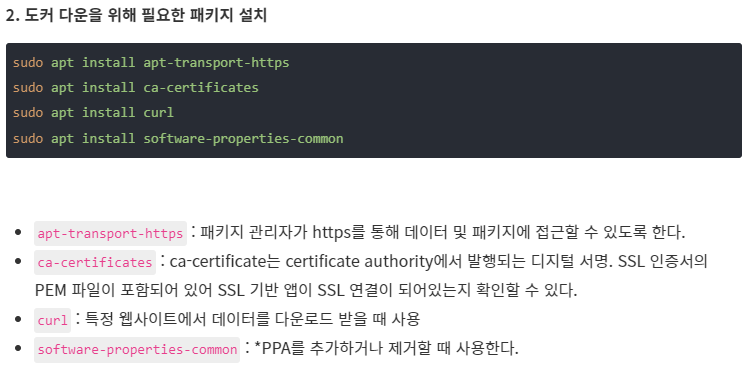 2. 도커 다운을 위해 필요한 패키지 설치
sudo apt install apt-transport-https
sudo apt install ca-certificates
sudo apt install curl
sudo apt install software-properties-common
• apt-transport-https : 패키지 관리자가 https를 통해 데이터 및 패키지에 접근할 수 있도록 한다.
• ca-certificates : ca-certificate는 certificate authority에서 발행되는 디지털 서명. SSL 인증서의
PEM 파일이 포함되어 있어 SSL 기반 앱이 SSL 연결이 되어있는지 확인할 수 있다.
• curl : 특정 웹사이트에서 데이터를 다운로드 받을 때 사용
• software-properties-common : *PPA를 추가하거나 제거할 때 사용한다.